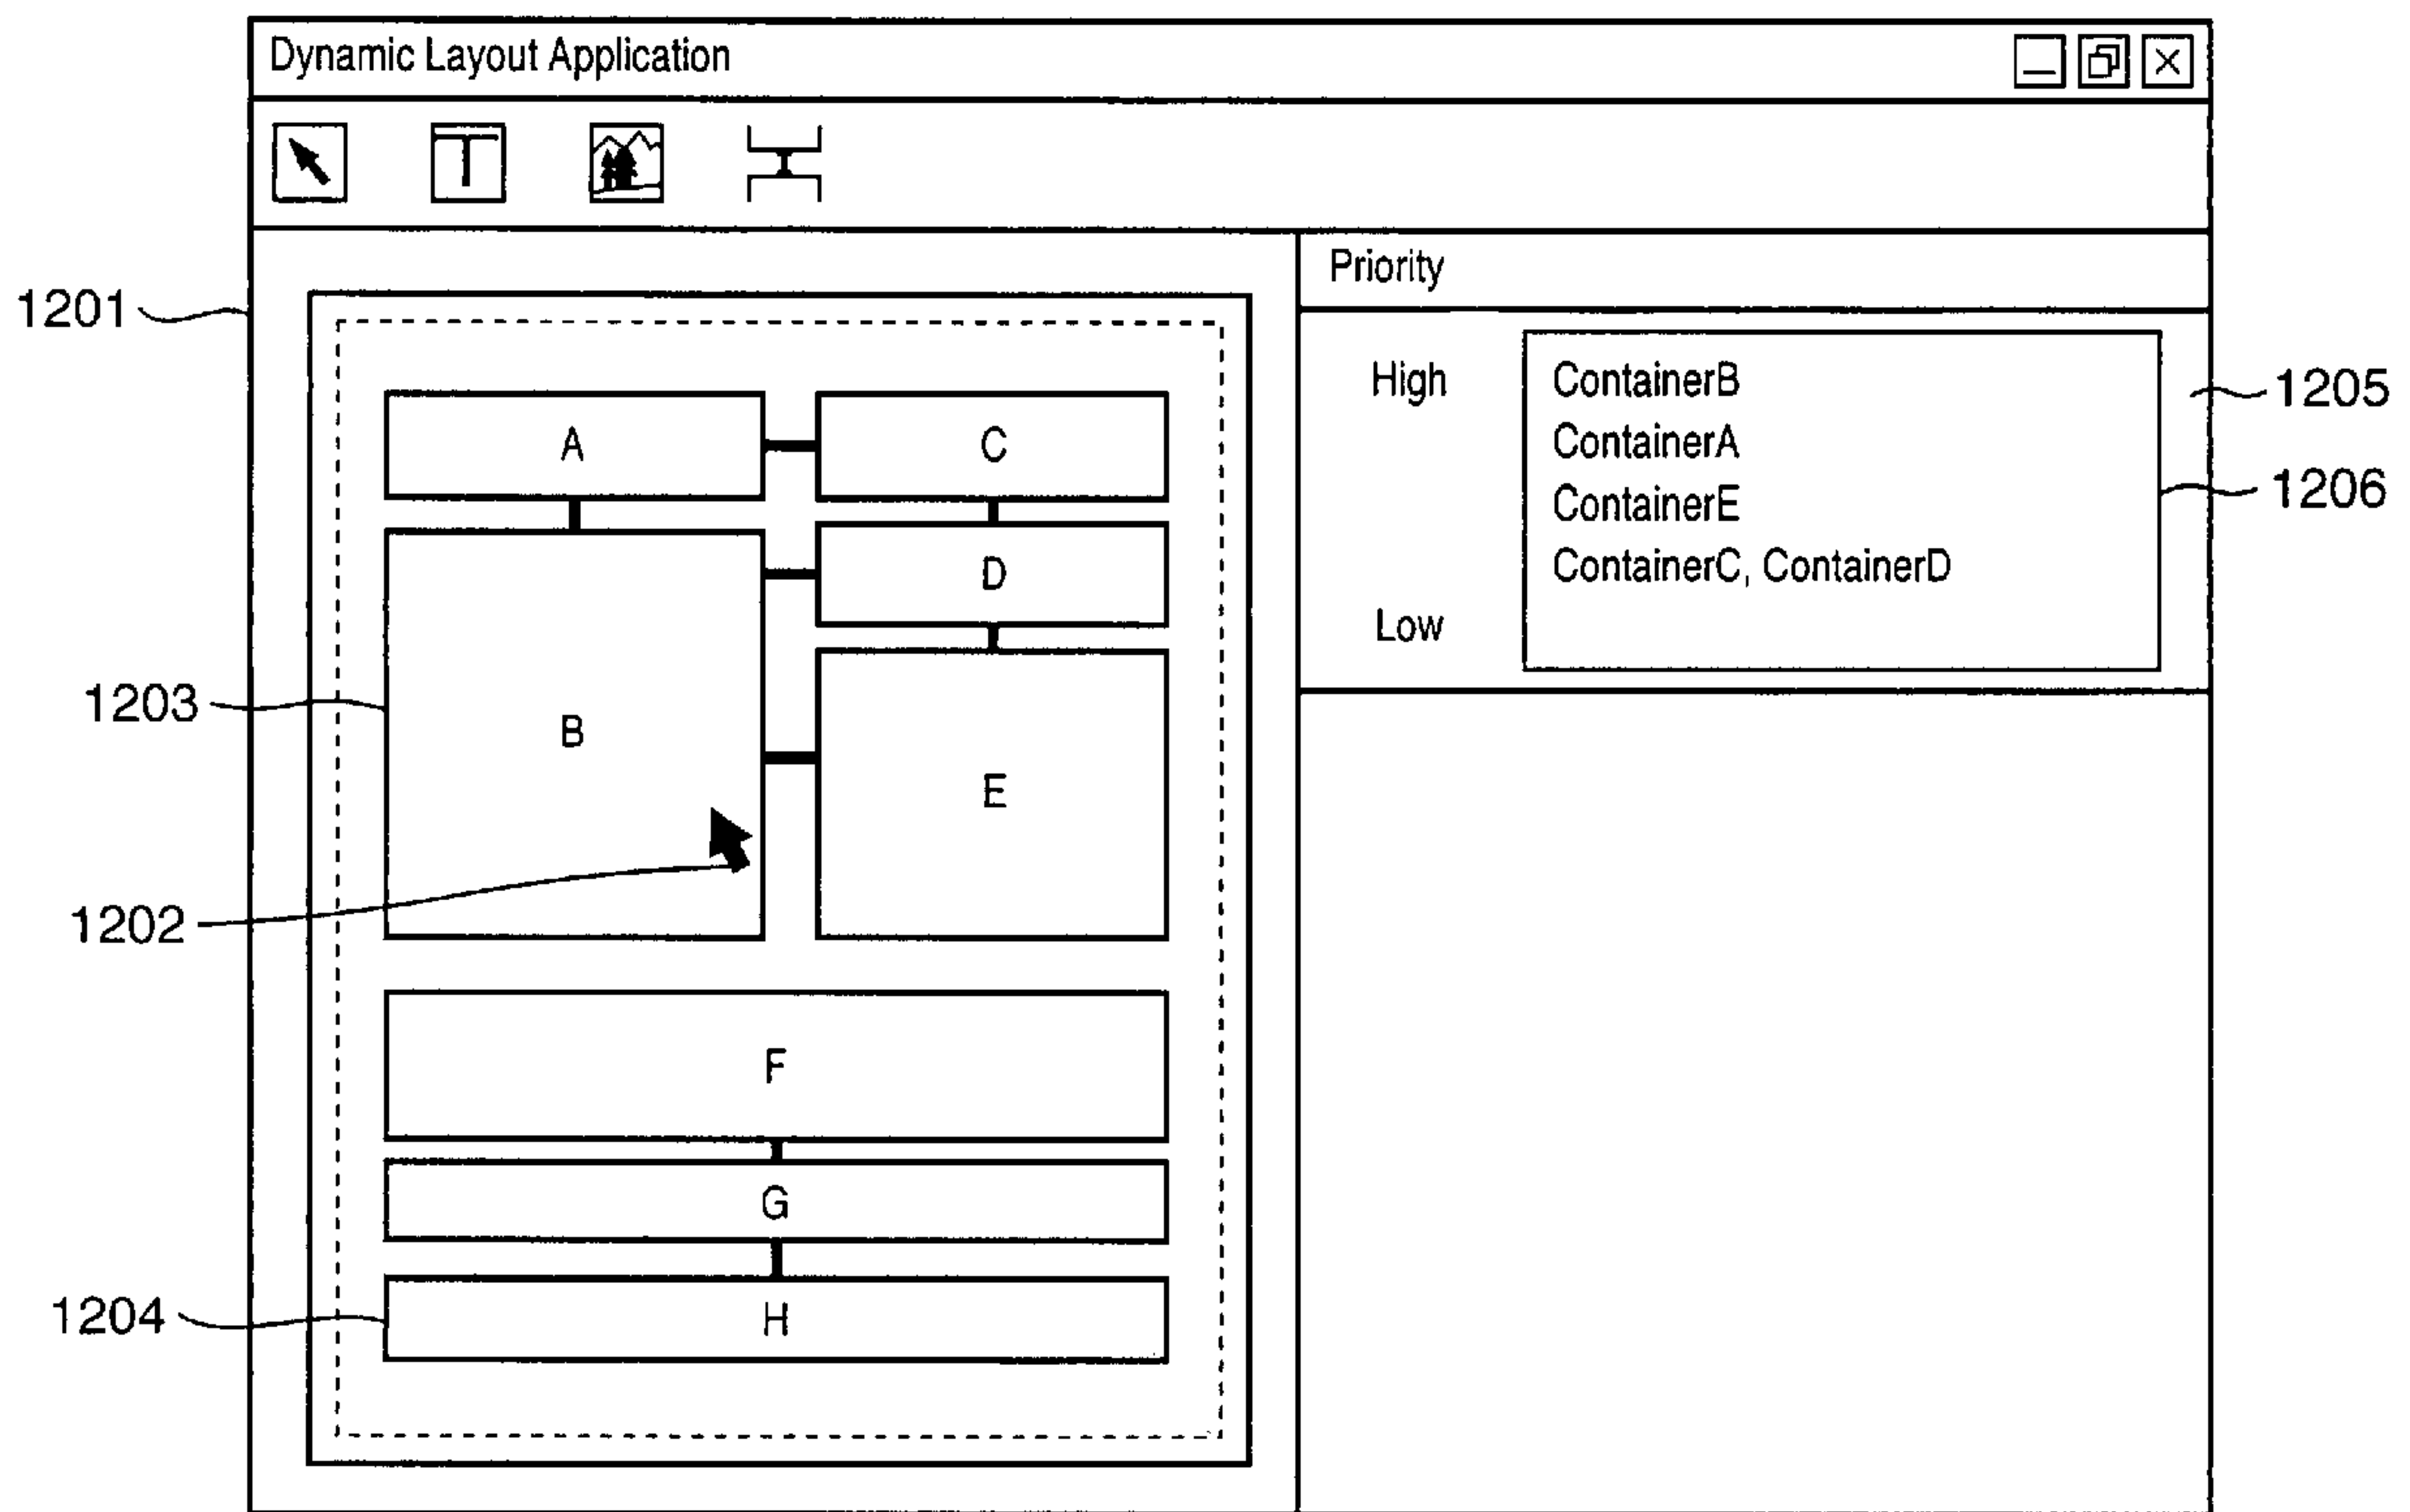 Dynamic Layout Application
T
Priority
1201
High
ContainerB
1205
A
C
ContainerA
1206
ContainerE
D
ContainerC, ContainerD
Low
1203
B
E
1202
F
G
1204
H